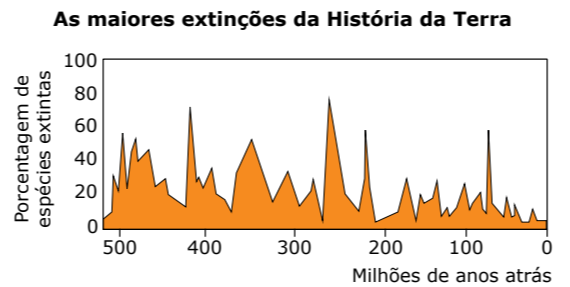 As maiores extinções da História da Terra
Porcentagem de
espécies extintas
100
80
60
40
20
0
500 400 300 200 100 0
Milhões de anos atrás